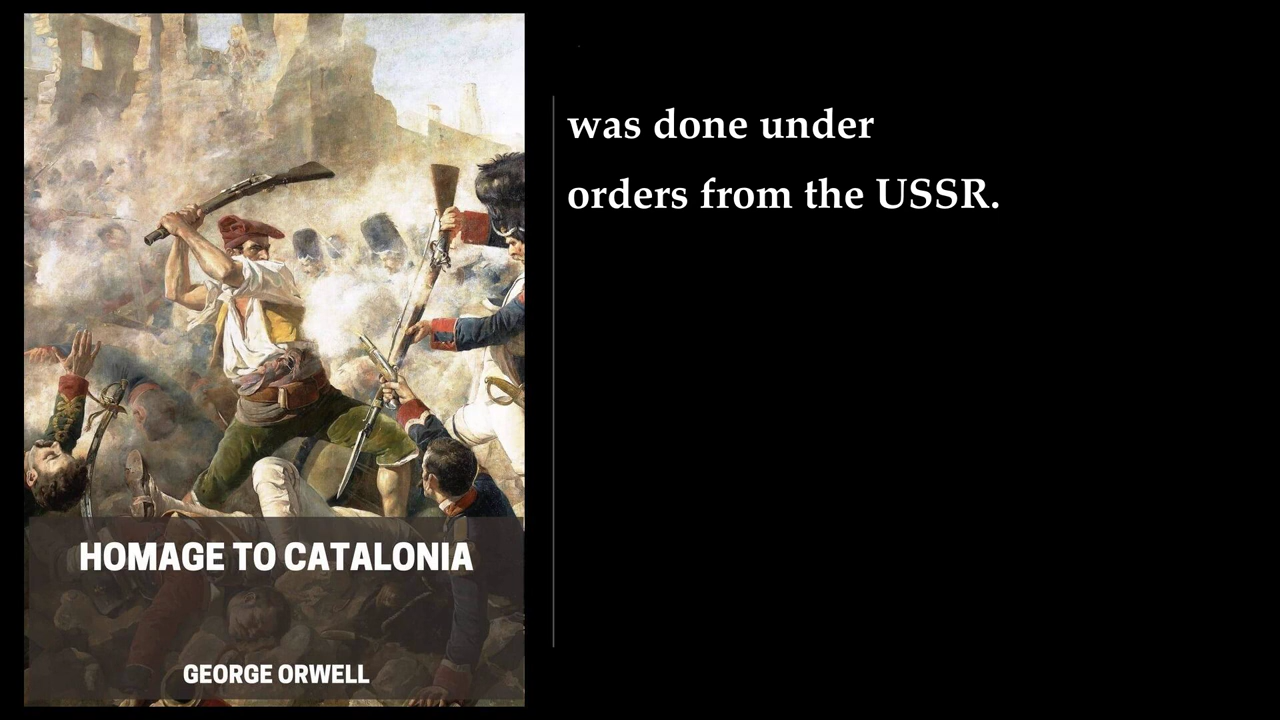 HOMAGE TO CATALONIA
GEORGE ORWELL
was done under
orders from the USSR.